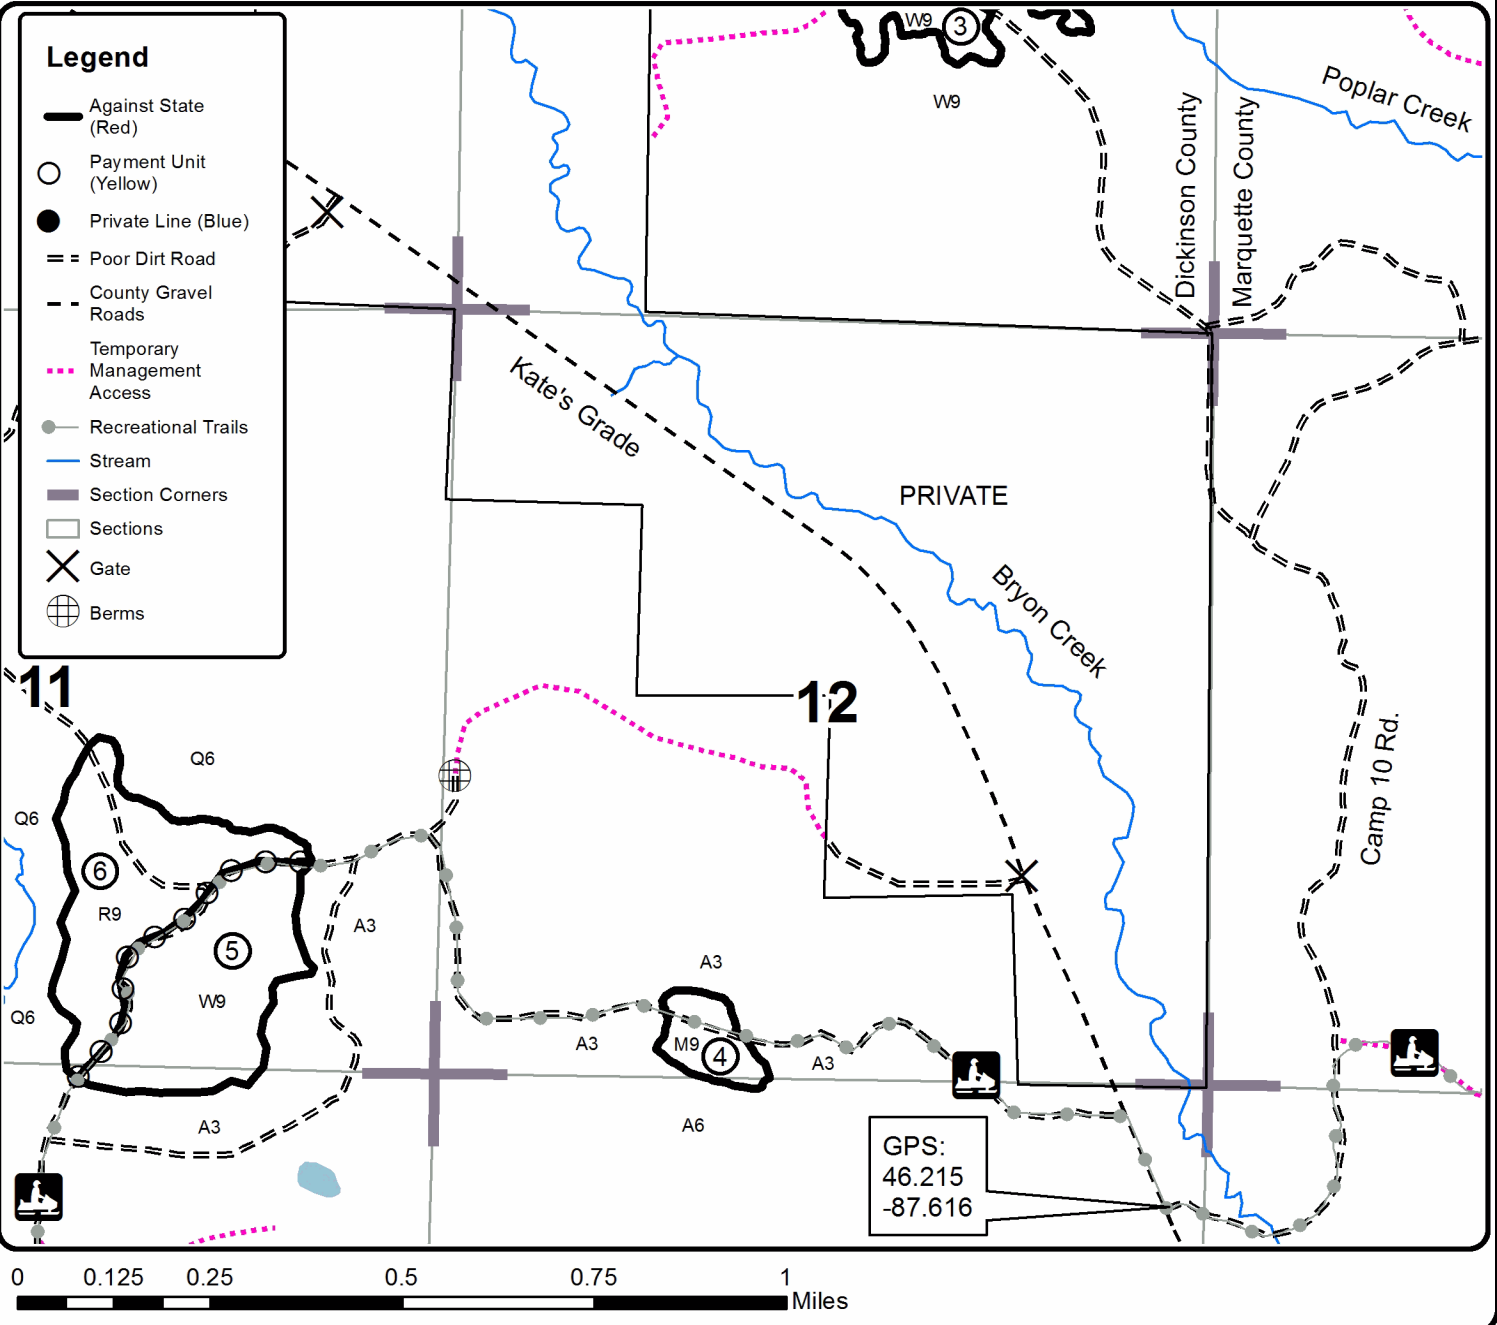 Legend
Against State
(Red)
Payment Unit
(Yellow)
Private Line (Blue)
Poor Dirt Road
County Gravel
Roads
Temporary
Management
Access
Recreational Trails
Stream
Section Corners
Sections
Gate
Berms
W9
3
W9
Dickinson County
Marquette County
Poplar Creek
Kate's Grade
PRIVATE
Bryon Creek
Camp 10 Rd.
11
12
Q6
Q6
6
R9
5
W9
Q6
A3
A3
A3
A3
M9
4
A3
A6
GPS:
46.215
-87.616
0 0.125 0.25 0.5 0.75 1
Miles